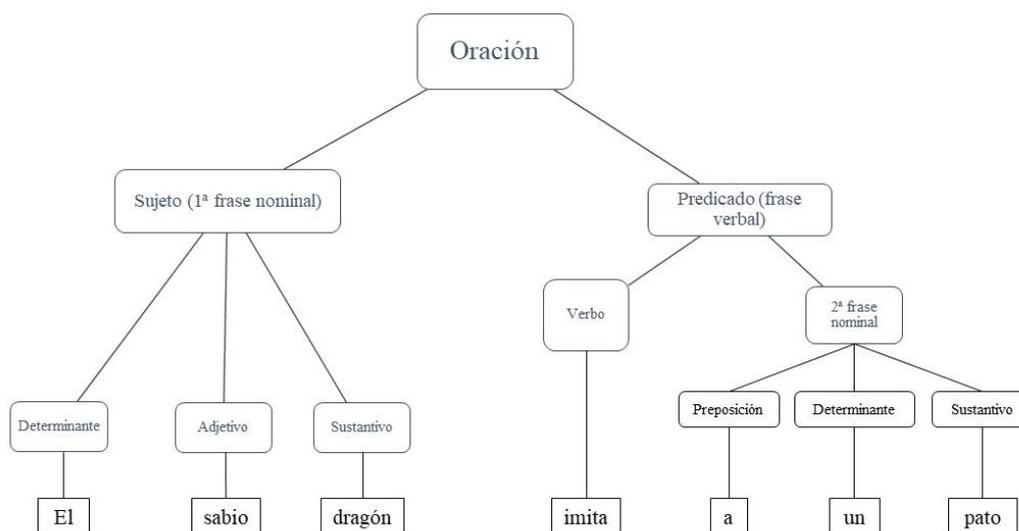 Oración
Sujeto (1ª frase nominal)
Predicado (frase
verbal)
Verbo
2ª frase
nominal
Determinante
Adjetivo
Sustantivo
Preposición
Determinante
Sustantivo
El
sabio
dragón
imita
a
un
pato